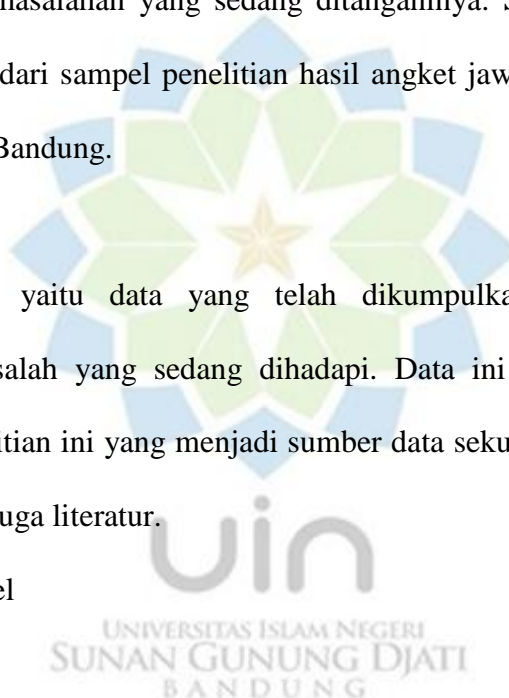 masalahan yang sedang ditanganinya. S
dari sampel penelitian hasil angket jaw
Bandung.
yaitu data yang telah dikumpulka
salah yang sedang dihadapi. Data ini
itian ini yang menjadi sumber data seku
uga literatur.
el
uin
UNIVERSITAS ISLAM NEGERI
SUNAN GUNUNG DJATI
BANDUNG